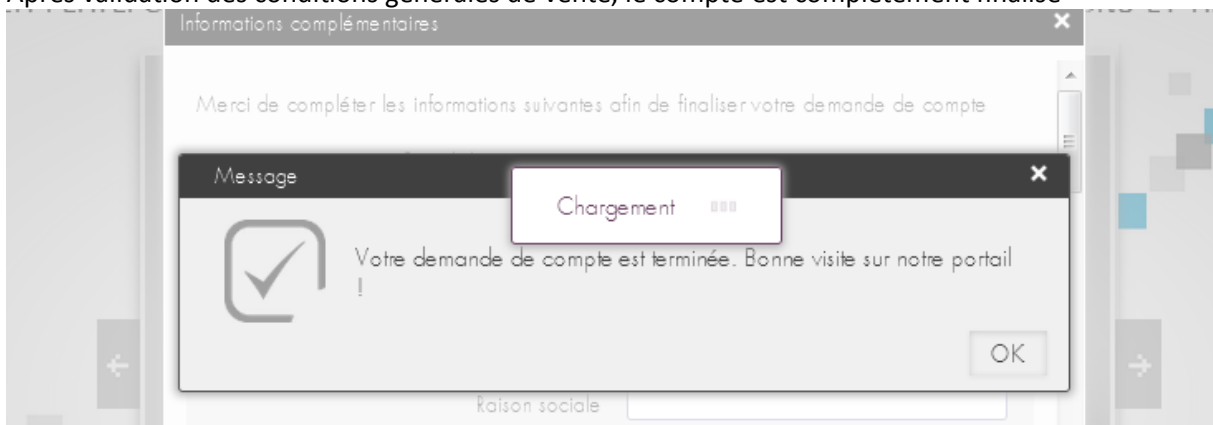 Après validation des conditions générales de vente, le compte est complètement finalisé
Informations complémentaires
Merci de compléter les informations suivantes afin de finaliser votre demande de compte
Message
Chargement
Votre demande de compte est terminée. Bonne visite sur notre portail
!
OK
Raison sociale